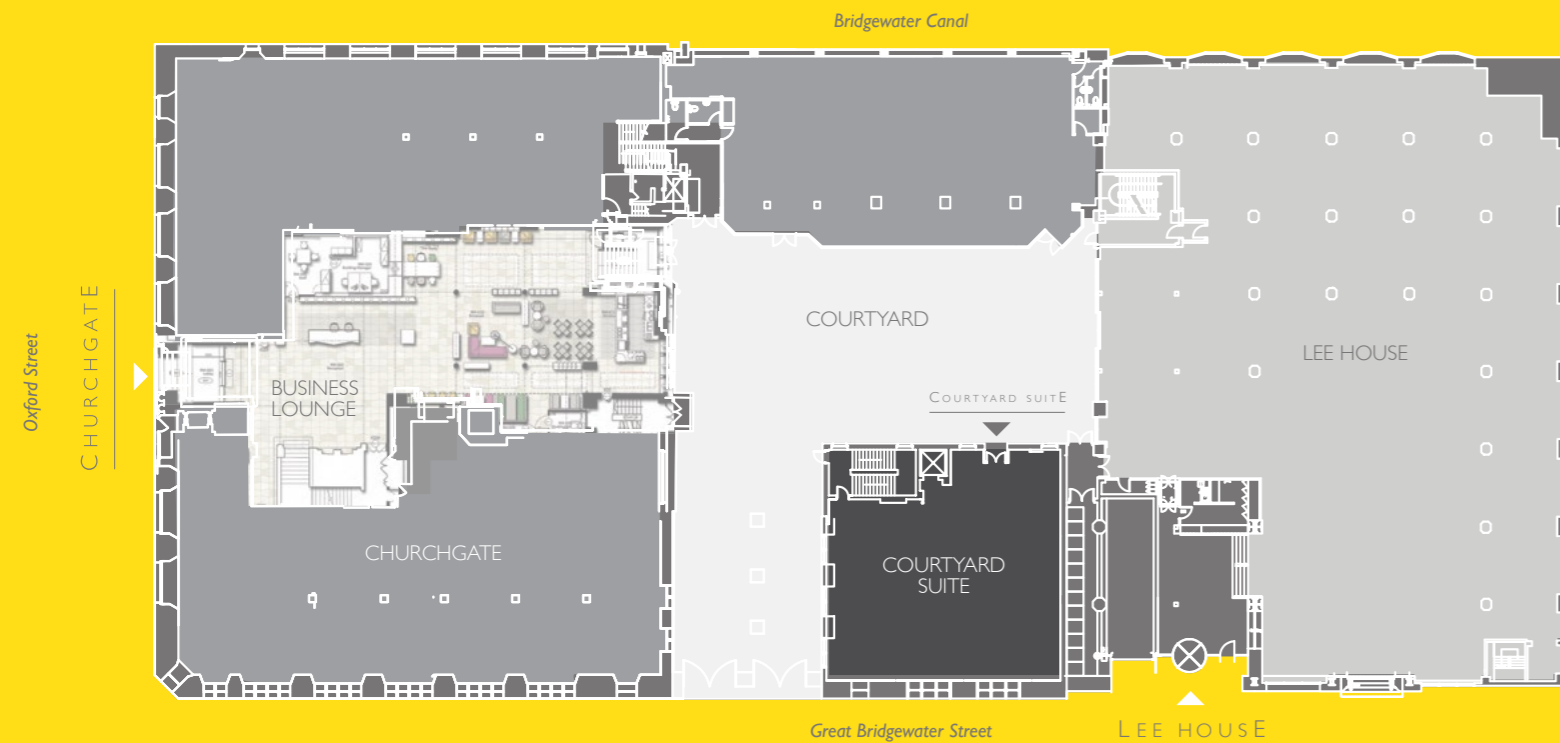 Bridgewater Canal
Oxford Street
CHURCHGATE
BUSINESS
LOUNGE
COURTYARD
COURTYARD SUITE
LEE HOUSE
CHURCHGATE
COURTYARD
SUITE
Great Bridgewater Street
LEE HOUSE